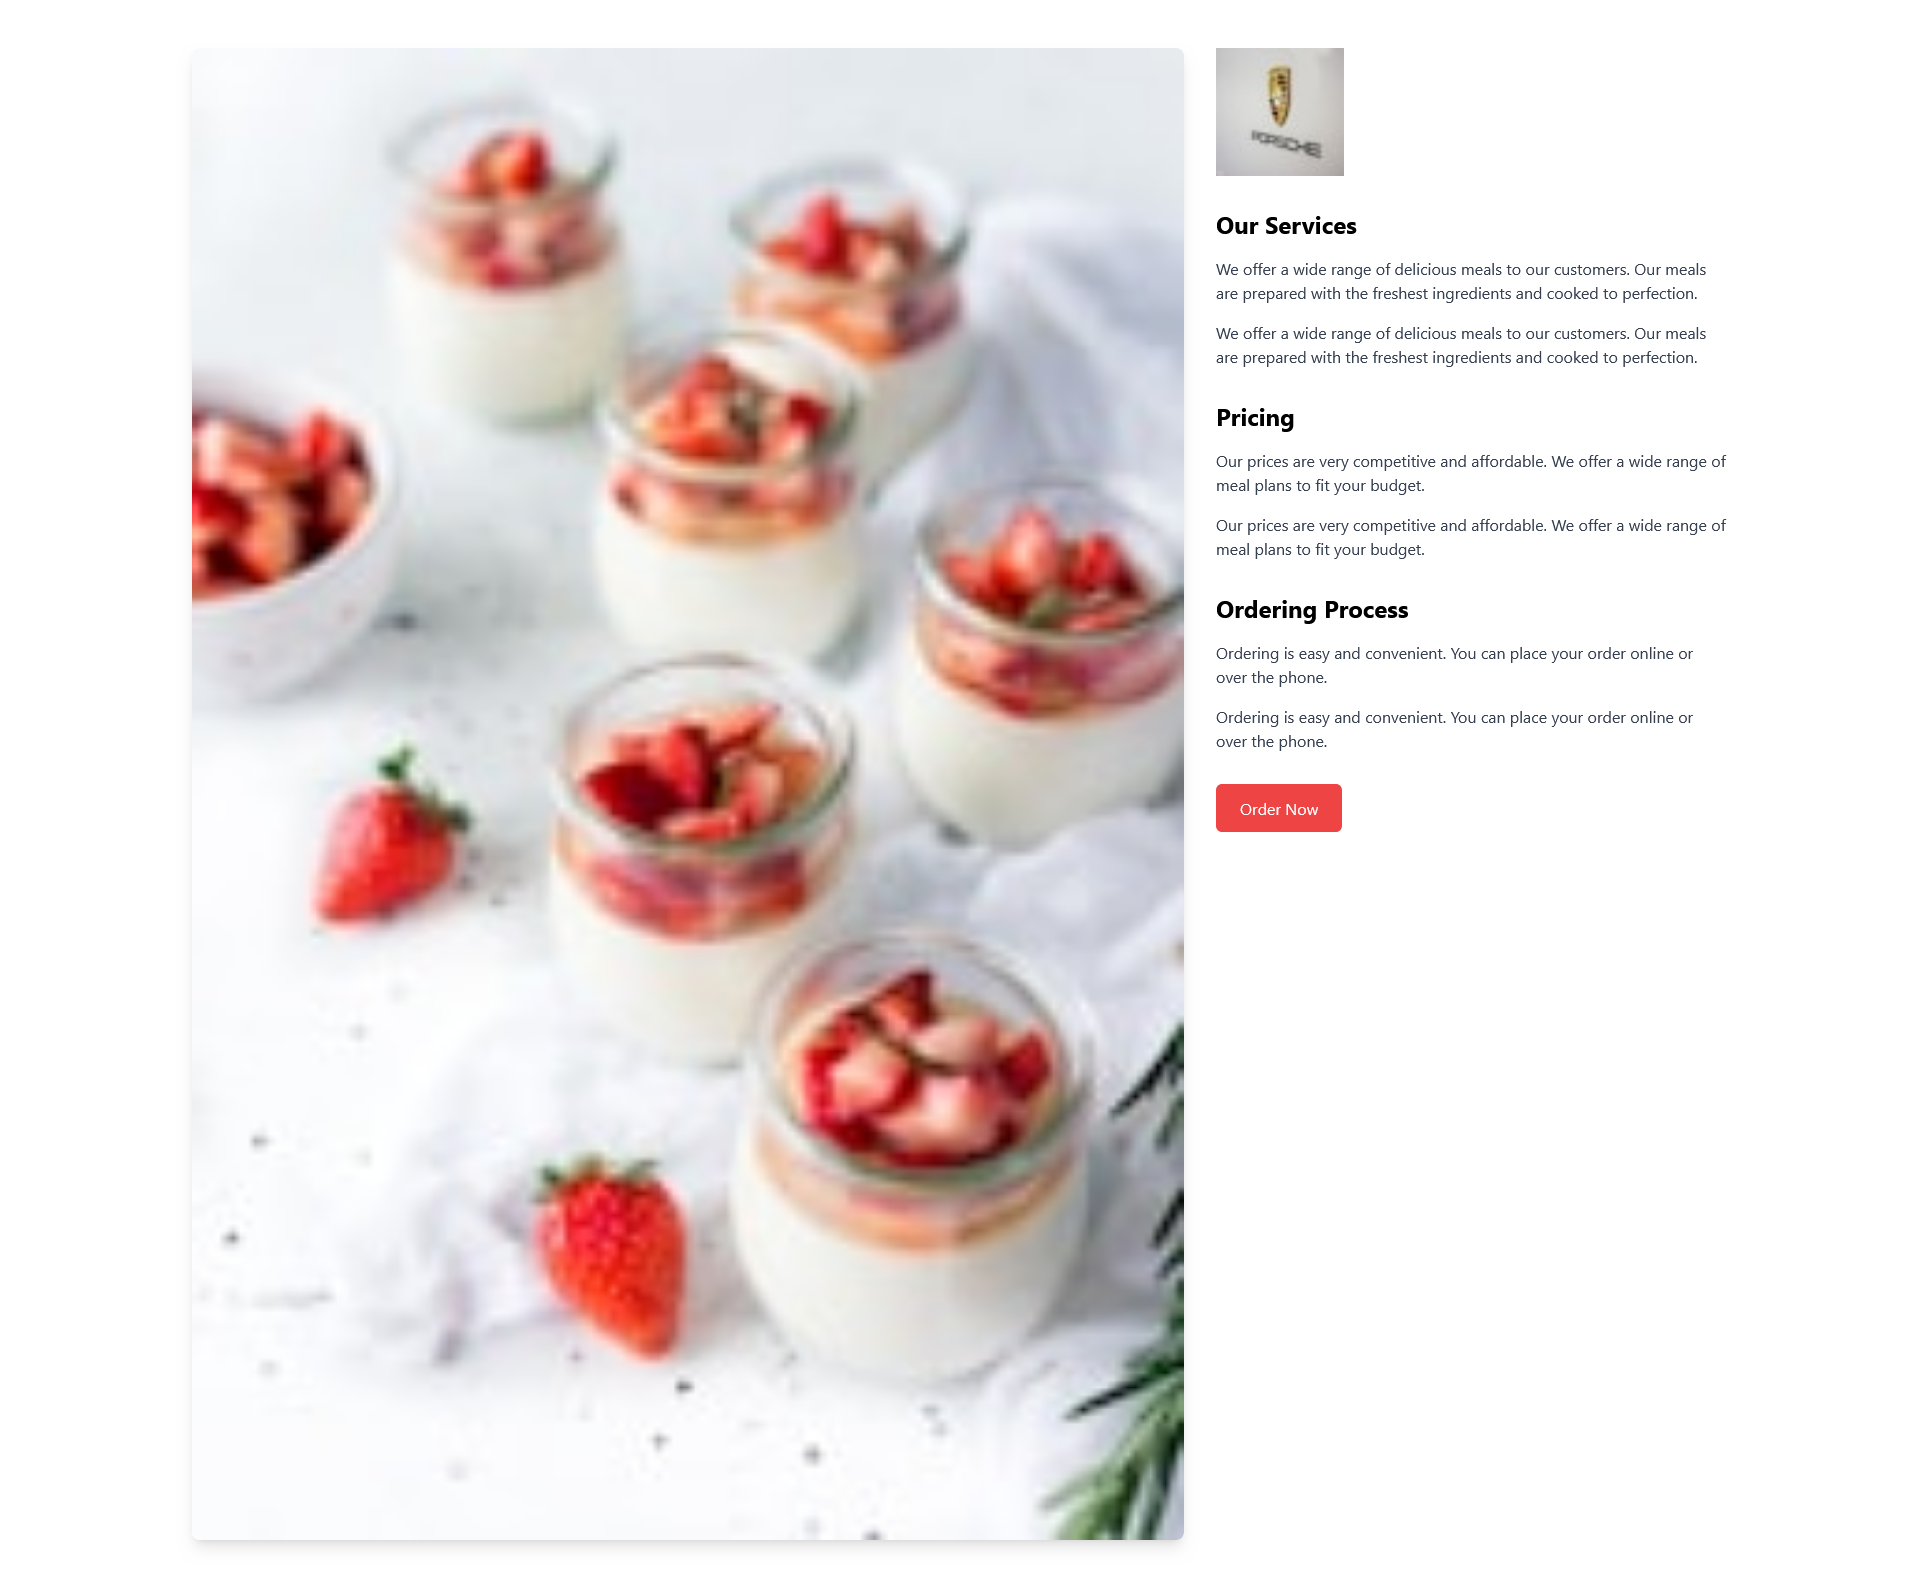 PORSCHE
Our Services
We offer a wide range of delicious meals to our customers. Our meals
are prepared with the freshest ingredients and cooked to perfection.
We offer a wide range of delicious meals to our customers. Our meals
are prepared with the freshest ingredients and cooked to perfection.
Pricing
Our prices are very competitive and affordable. We offer a wide range of
meal plans to fit your budget.
Our prices are very competitive and affordable. We offer a wide range of
meal plans to fit your budget.
Ordering Process
Ordering is easy and convenient. You can place your order online or
over the phone.
Ordering is easy and convenient. You can place your order online or
over the phone.
Order Now